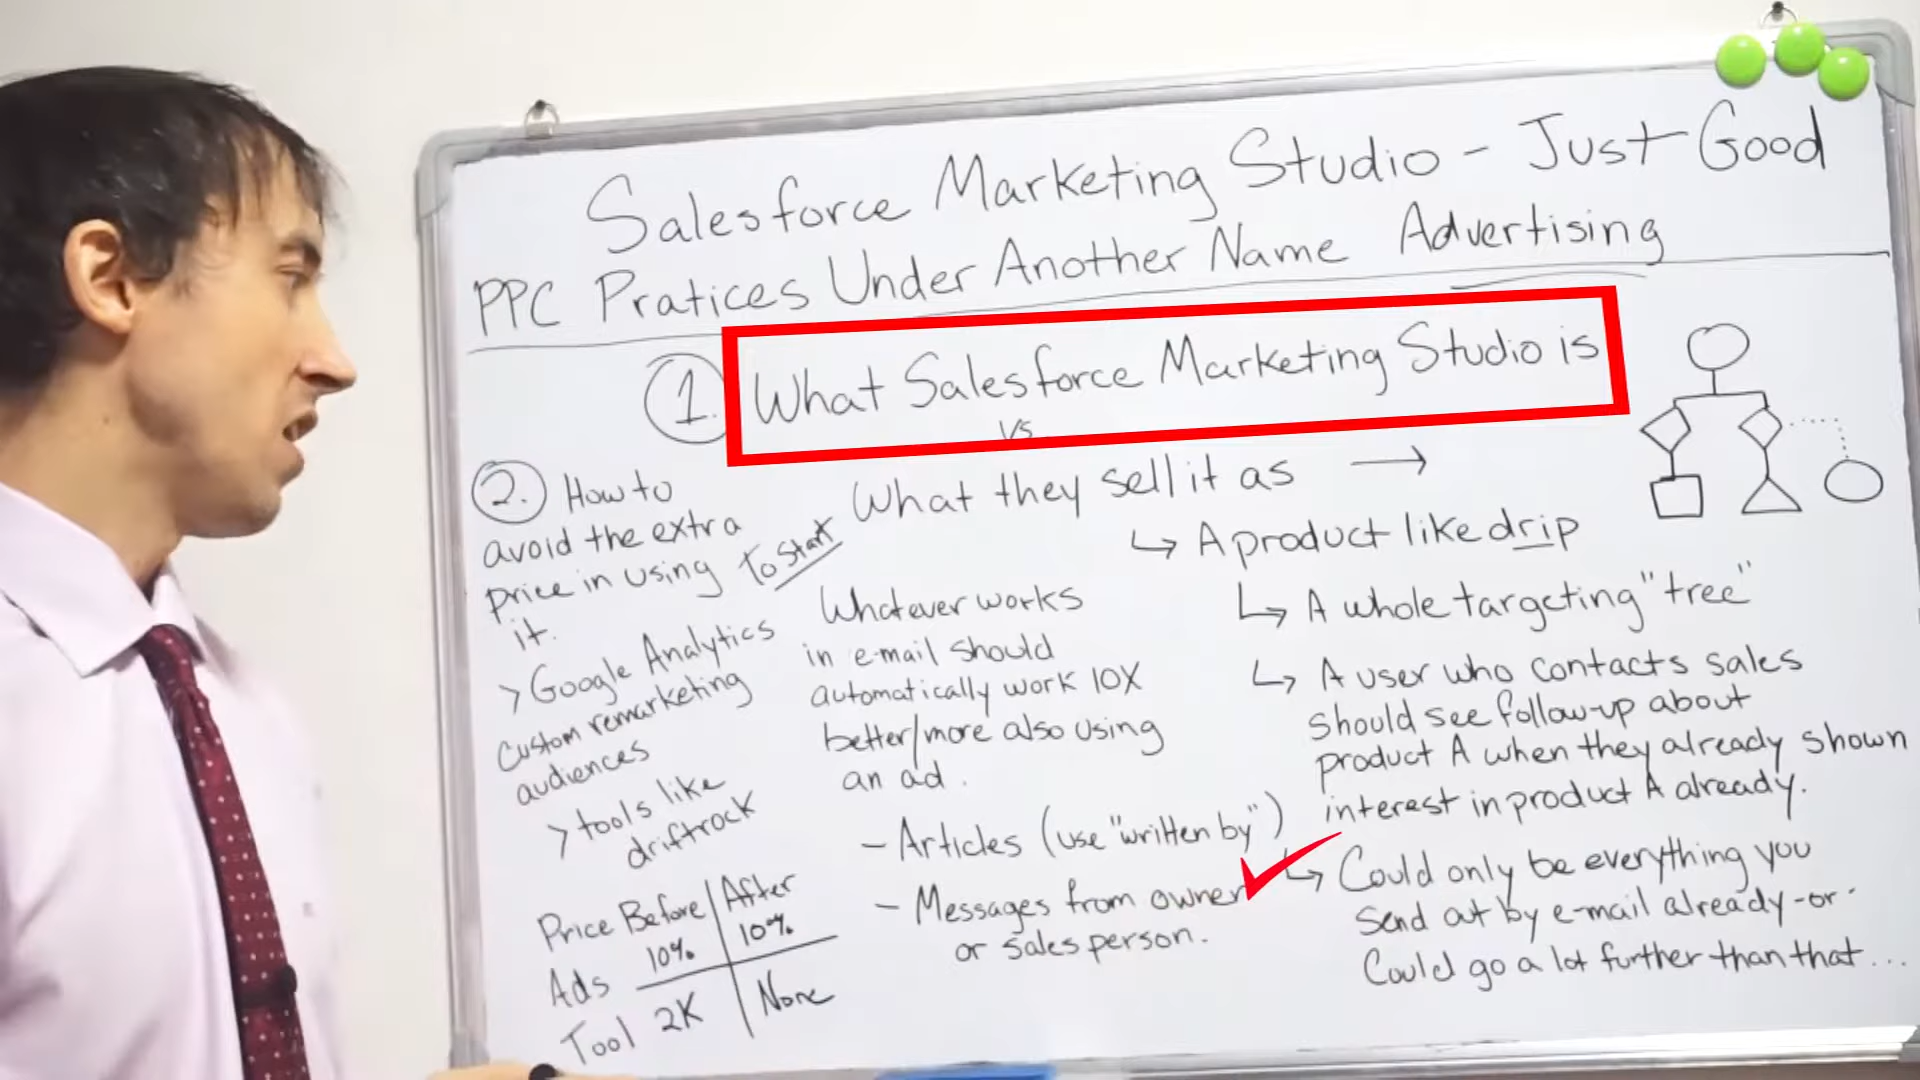 Salesforce Marketing Studio - Just Good
PPC Pratices Under Another Name Advertising
1. What Salesforce Marketing Studio is
vs
What they sell it as →
↳ A product like drip
↳ A whole targeting "tree"
↳ A user who contacts sales
should see follow-up about
product A when they already shown
interest in product A already.
↳ Could only be everything you
send out by e-mail already -or-
Could go a lot further than that...
2. How to
avoid the extra
price in using
it.
> Google Analytics
custom remarketing
audiences
> tools like
driftrock
Price Before / After
Ads 10% 10%
Tool 2K None
To start
Whatever works
in e-mail should
automatically work 10X
better/more also using
an ad.
- Articles (use "written by")
- Messages from owner
or sales person.